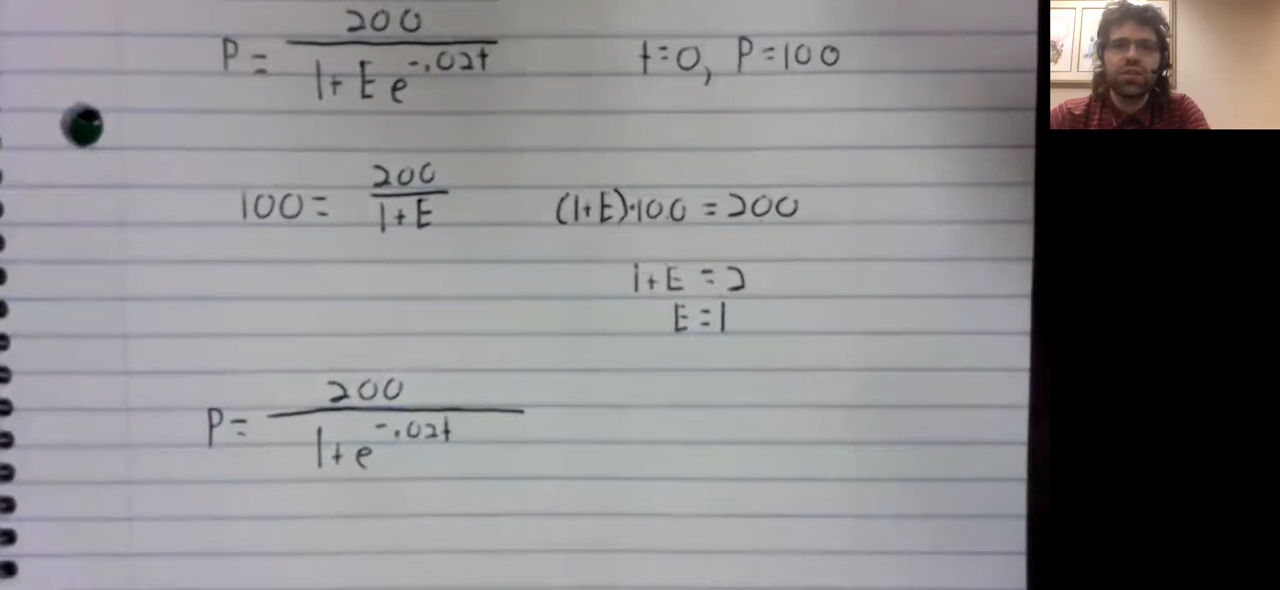 P = 200 / (1 + E e^(-.02t)) t=0, P=100
100 = 200 / (1+E) (1+E)·100 = 200
1+E = 2
E = 1
P = 200 / (1 + e^(-.02t))